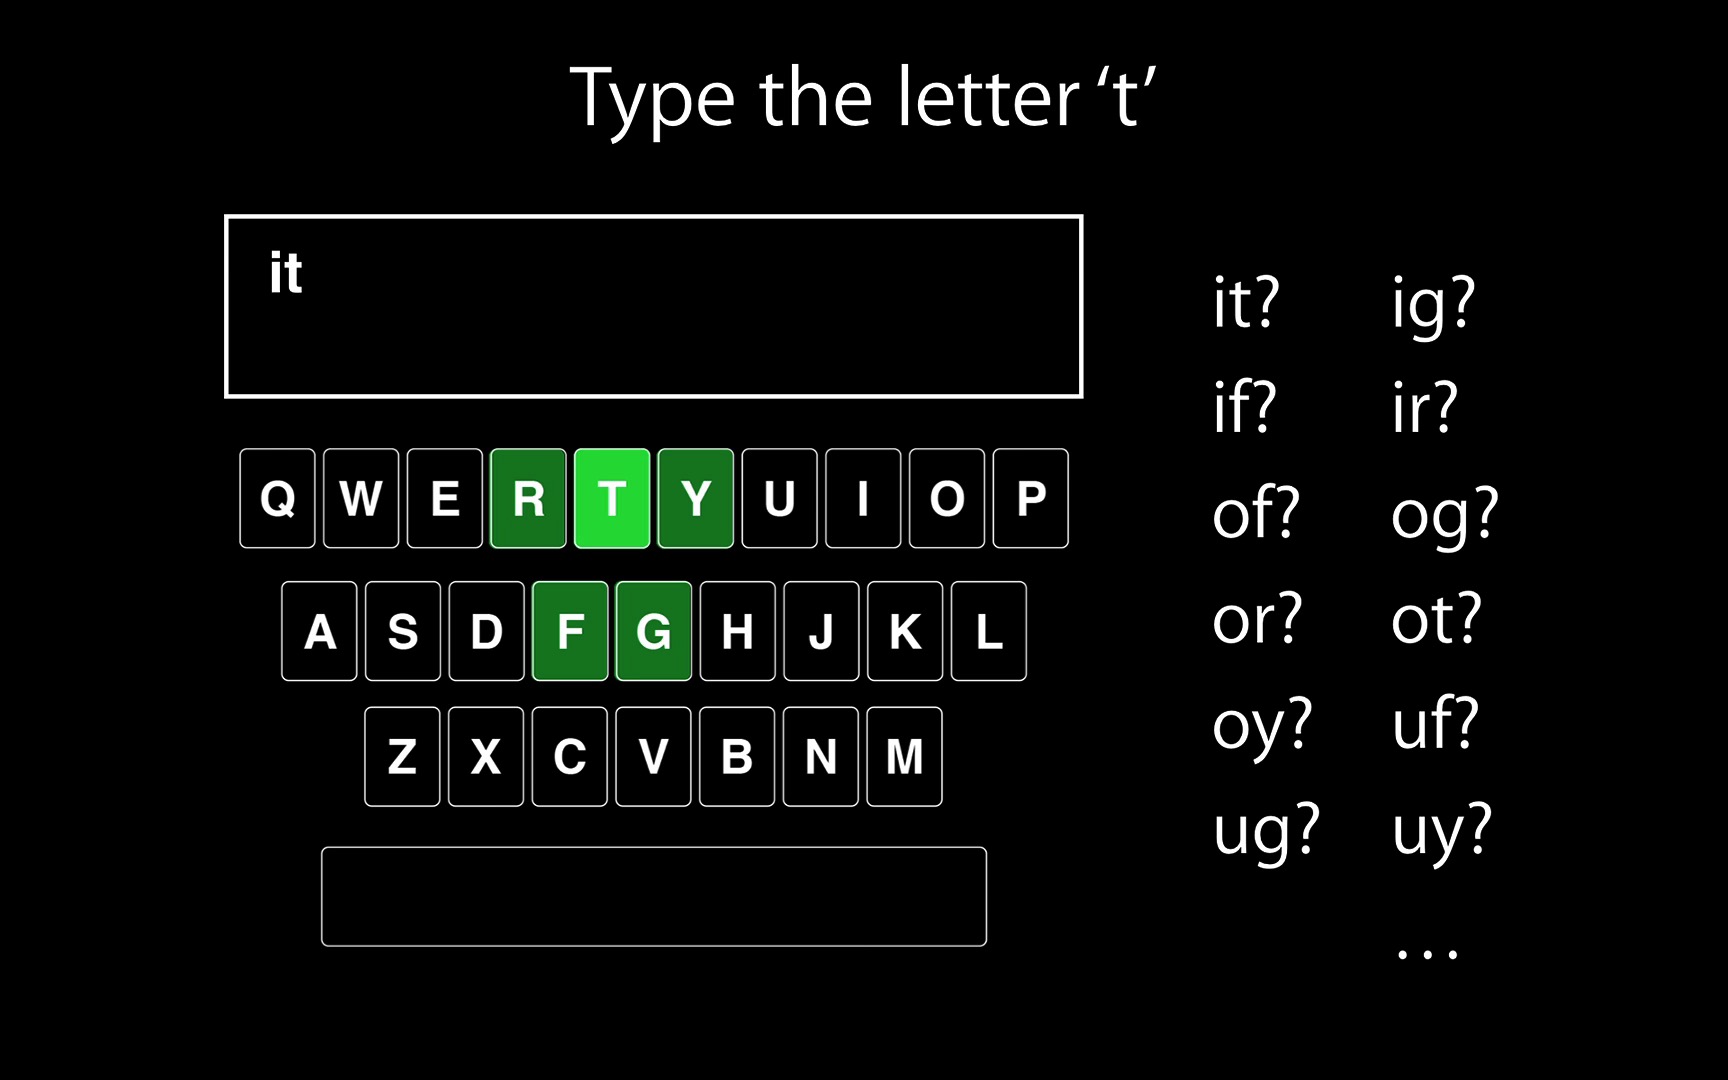 Type the letter ‘t’
it
Q W E R T Y U I O P
A S D F G H J K L
Z X C V B N M
it? ig?
if? ir?
of? og?
or? ot?
oy? uf?
ug? uy?
...